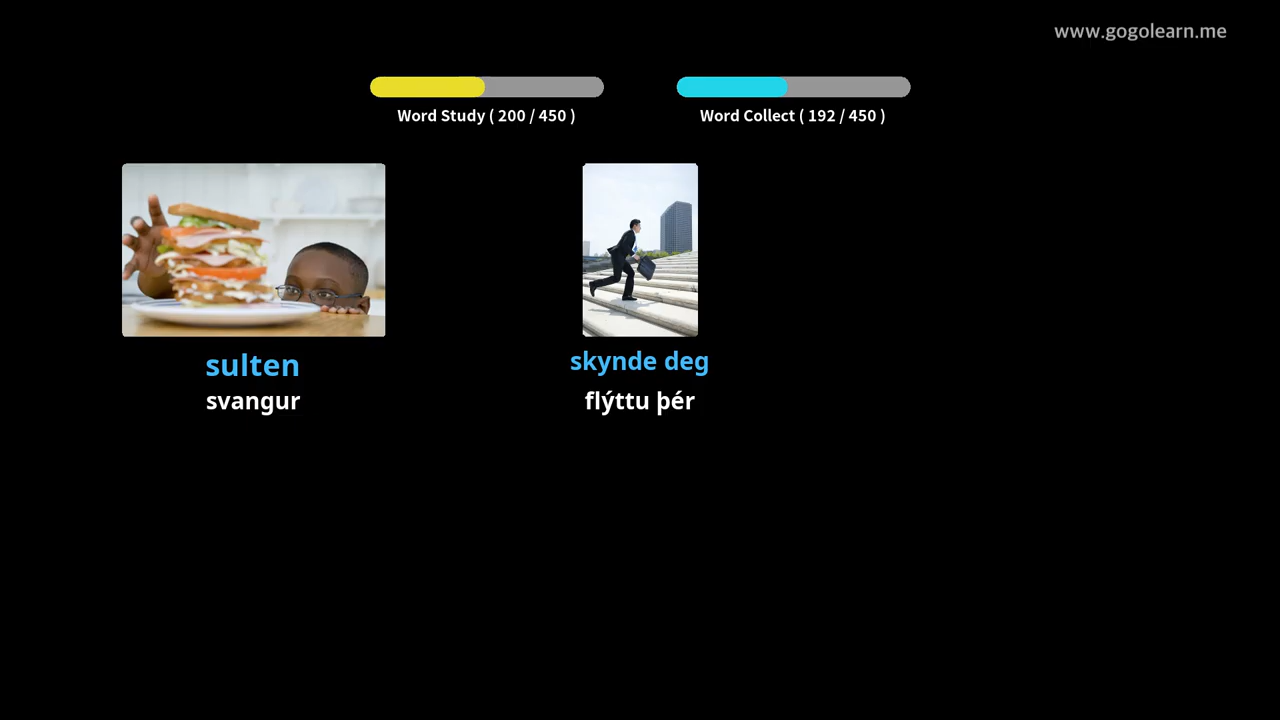 www.gogolearn.me
Word Study ( 200 / 450 )
Word Collect ( 192 / 450 )
sulten
svangur
skynde deg
flýttu þér